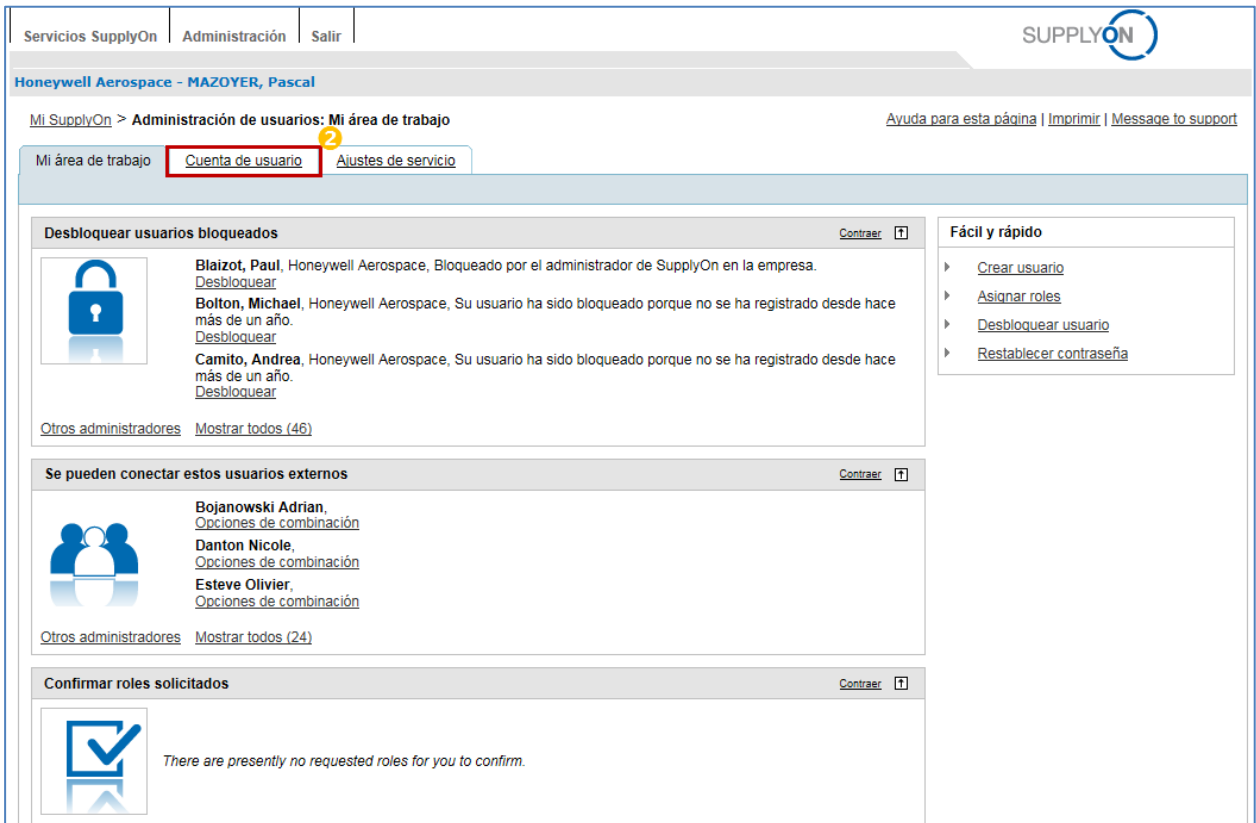 Servicios SupplyOn Administración Salir
SUPPLYON
Honeywell Aerospace - MAZOYER, Pascal
Mi SupplyOn > Administración de usuarios: Mi área de trabajo
Ayuda para esta página | Imprimir | Message to support
2
Mi área de trabajo Cuenta de usuario Ajustes de servicio
Desbloquear usuarios bloqueados Contraer
Blaizot, Paul, Honeywell Aerospace, Bloqueado por el administrador de SupplyOn en la empresa.
Desbloquear
Bolton, Michael, Honeywell Aerospace, Su usuario ha sido bloqueado porque no se ha registrado desde hace
más de un año.
Desbloquear
Camito, Andrea, Honeywell Aerospace, Su usuario ha sido bloqueado porque no se ha registrado desde hace
más de un año.
Desbloquear
Otros administradores Mostrar todos (46)
Fácil y rápido
Crear usuario
Asignar roles
Desbloquear usuario
Restablecer contraseña
Se pueden conectar estos usuarios externos Contraer
Bojanowski Adrian,
Opciones de combinación
Danton Nicole,
Opciones de combinación
Esteve Olivier,
Opciones de combinación
Otros administradores Mostrar todos (24)
Confirmar roles solicitados Contraer
There are presently no requested roles for you to confirm.